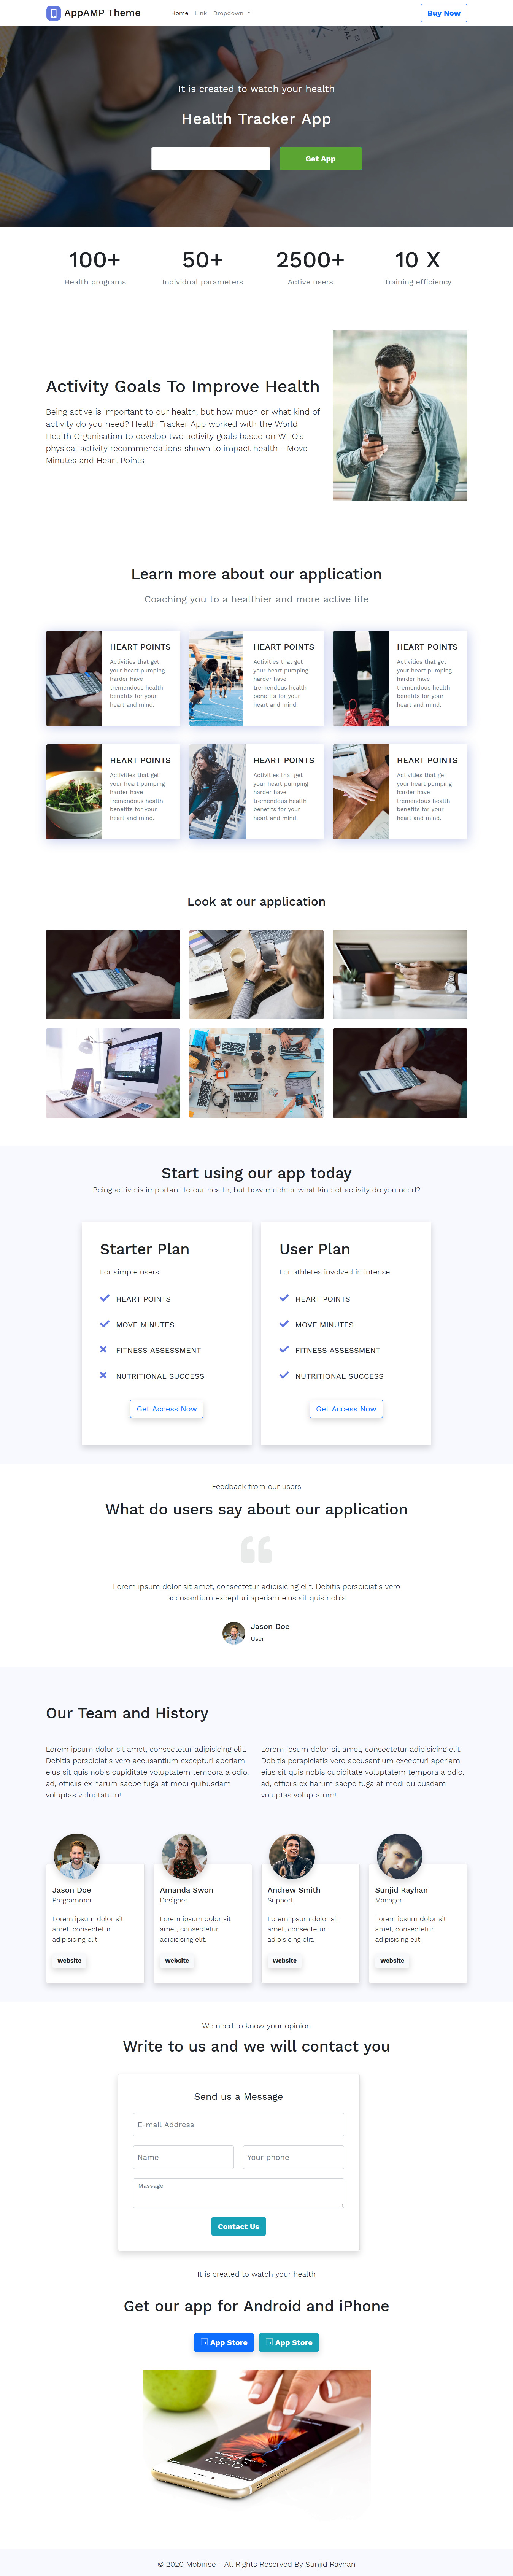 AppAMP Theme
Home Link Dropdown
Buy Now
It is created to watch your health
Health Tracker App
Get App
100+
Health programs
50+
Individual parameters
2500+
Active users
10 X
Training efficiency
Activity Goals To Improve Health
Being active is important to our health, but how much or what kind of
activity do you need? Health Tracker App worked with the World
Health Organisation to develop two activity goals based on WHO's
physical activity recommendations shown to impact health - Move
Minutes and Heart Points
Learn more about our application
Coaching you to a healthier and more active life
HEART POINTS
Activities that get
your heart pumping
harder have
tremendous health
benefits for your
heart and mind.
HEART POINTS
Activities that get
your heart pumping
harder have
tremendous health
benefits for your
heart and mind.
HEART POINTS
Activities that get
your heart pumping
harder have
tremendous health
benefits for your
heart and mind.
HEART POINTS
Activities that get
your heart pumping
harder have
tremendous health
benefits for your
heart and mind.
HEART POINTS
Activities that get
your heart pumping
harder have
tremendous health
benefits for your
heart and mind.
HEART POINTS
Activities that get
your heart pumping
harder have
tremendous health
benefits for your
heart and mind.
Look at our application
Start using our app today
Being active is important to our health, but how much or what kind of activity do you need?
Starter Plan
For simple users
HEART POINTS
MOVE MINUTES
FITNESS ASSESSMENT
NUTRITIONAL SUCCESS
Get Access Now
User Plan
For athletes involved in intense
HEART POINTS
MOVE MINUTES
FITNESS ASSESSMENT
NUTRITIONAL SUCCESS
Get Access Now
Feedback from our users
What do users say about our application
Lorem ipsum dolor sit amet, consectetur adipisicing elit. Debitis perspiciatis vero
accusantium excepturi aperiam eius sit quis nobis
Jason Doe
User
Our Team and History
Lorem ipsum dolor sit amet, consectetur adipisicing elit.
Debitis perspiciatis vero accusantium excepturi aperiam
eius sit quis nobis cupiditate voluptatem tempora a odio,
ad, officiis ex harum saepe fuga at modi quibusdam
voluptas voluptatum!
Lorem ipsum dolor sit amet, consectetur adipisicing elit.
Debitis perspiciatis vero accusantium excepturi aperiam
eius sit quis nobis cupiditate voluptatem tempora a odio,
ad, officiis ex harum saepe fuga at modi quibusdam
voluptas voluptatum!
Jason Doe
Programmer
Lorem ipsum dolor sit
amet, consectetur
adipisicing elit.
Website
Amanda Swon
Designer
Lorem ipsum dolor sit
amet, consectetur
adipisicing elit.
Website
Andrew Smith
Support
Lorem ipsum dolor sit
amet, consectetur
adipisicing elit.
Website
Sunjid Rayhan
Manager
Lorem ipsum dolor sit
amet, consectetur
adipisicing elit.
Website
We need to know your opinion
Write to us and we will contact you
Send us a Message
E-mail Address
Name
Your phone
Massage
Contact Us
It is created to watch your health
Get our app for Android and iPhone
App Store
App Store
© 2020 Mobirise - All Rights Reserved By Sunjid Rayhan